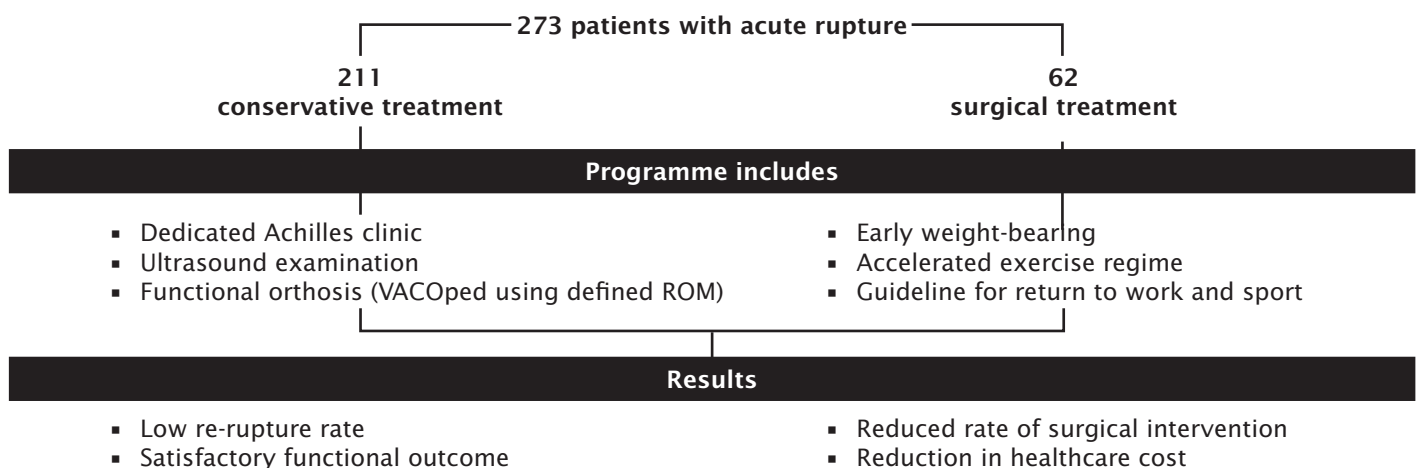 273 patients with acute rupture
211
conservative treatment
62
surgical treatment
Programme includes
▪ Dedicated Achilles clinic
▪ Ultrasound examination
▪ Functional orthosis (VACOped using defined ROM)
▪ Early weight-bearing
▪ Accelerated exercise regime
▪ Guideline for return to work and sport
Results
▪ Low re-rupture rate
▪ Satisfactory functional outcome
▪ Reduced rate of surgical intervention
▪ Reduction in healthcare cost